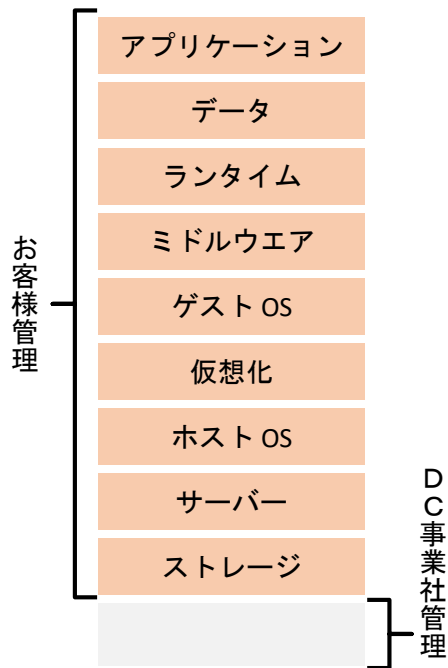 アプリケーション
データ
ランタイム
ミドルウエア
ゲスト OS
仮想化
ホスト OS
サーバー
ストレージ
お客様管理
DC事業社管理